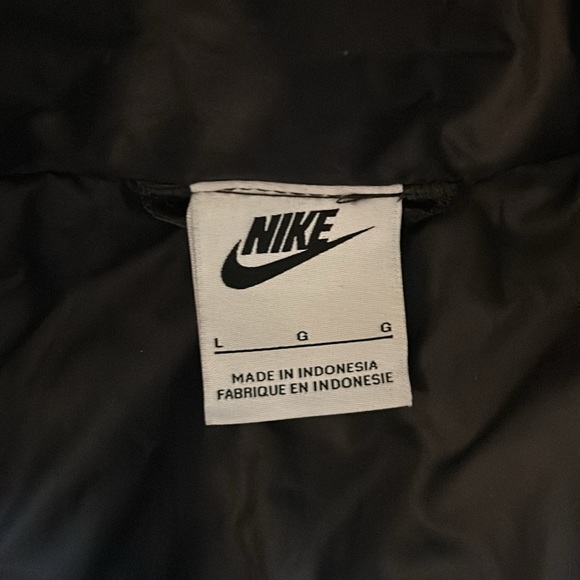 NIKE
L G G
MADE IN INDONESIA
FABRIQUE EN INDONESIE